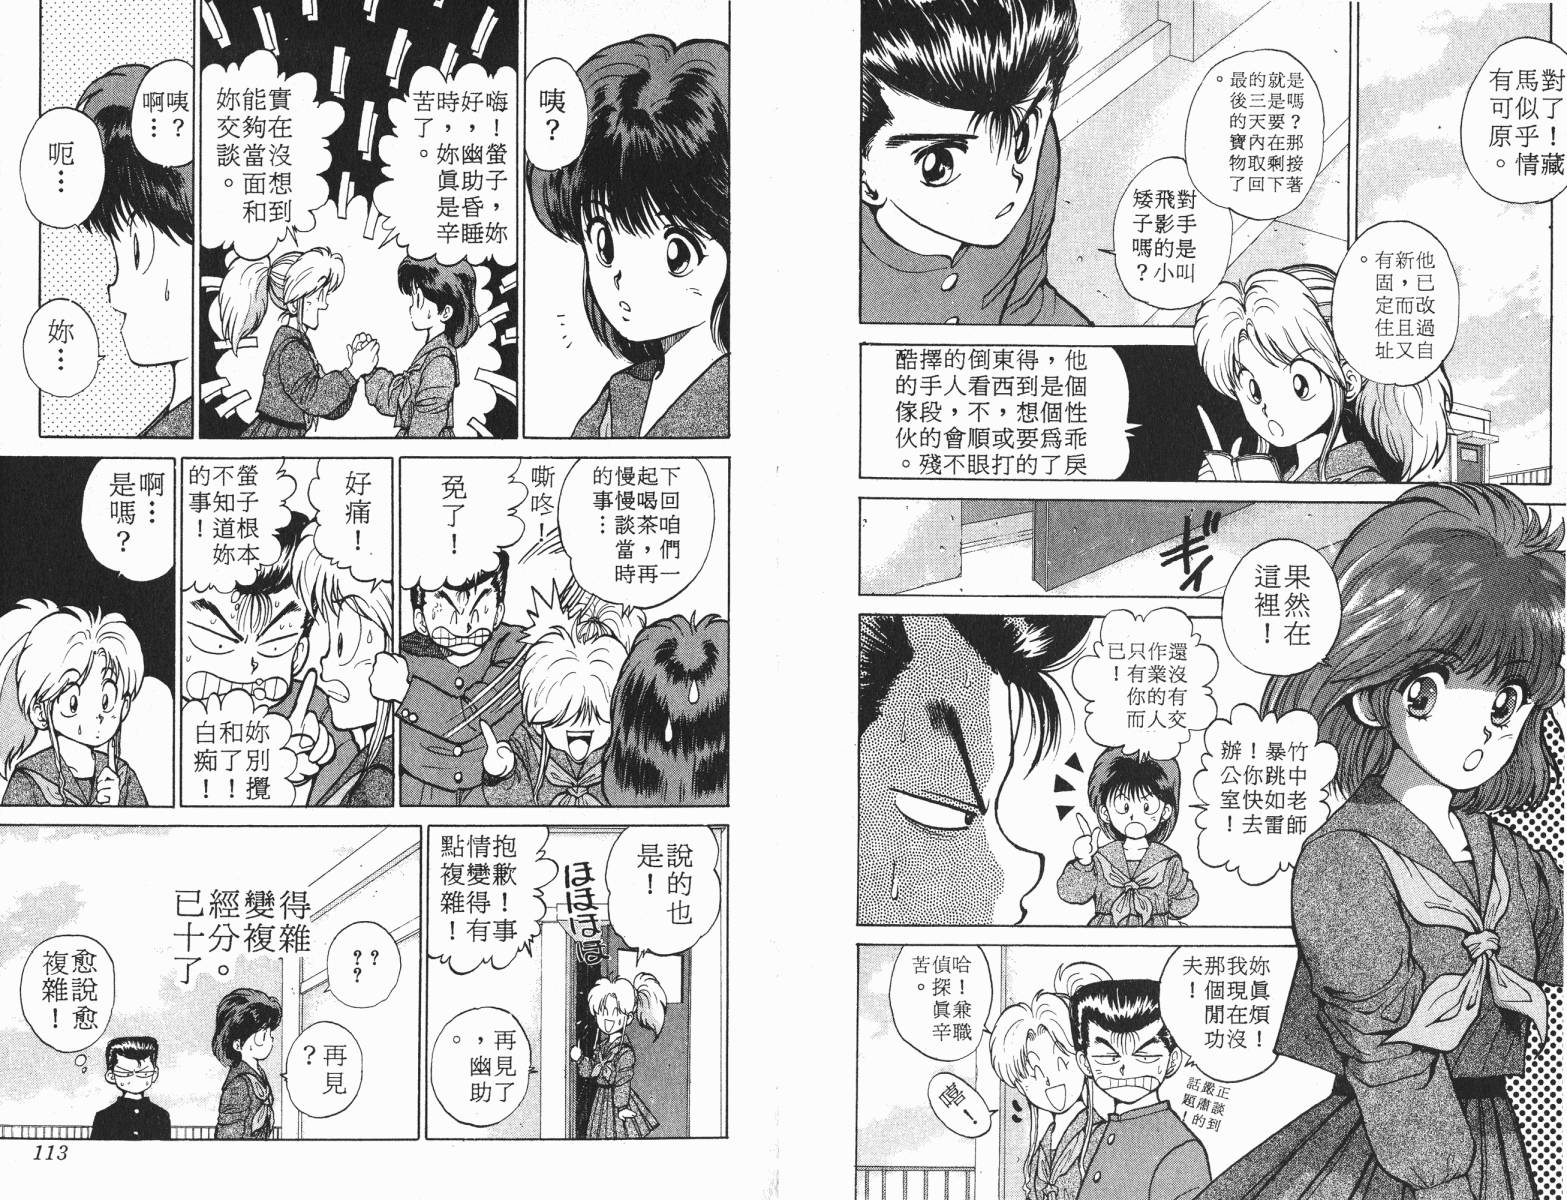 對了！藏
馬似乎情
有可原。
他已改過自
新，而且又
有固定住址
。
是嗎？那接著
就是要在剩下
的三天內取回
最後的寶物了
。
對手是叫
飛影的小
矮子嗎？
他個性乖戾
，是個為了
得到想要的
東西不或打
倒看，順眼
的人，會不
擇手段的殘
酷的傢伙。
ギィ
果然在
這裡！
還沒有交
作業的人
只有你而
已！
竹中老師
暴跳如雷
！你快去
辦公室！
妳真煩！
我現在沒
那個閒功
夫！
正談到
嚴肅的
話題！
哈！兼職
偵探真辛
苦。
嘻！
咦？
嗨！螢子，妳
好，幽助昏睡
時，妳真是辛
苦了。
實在沒想到
能夠當面和
妳交談。
咦？
啊…
呃…
妳…
下回咱們一
起喝茶，再
慢慢談當時
的事…
嘶咚！
免了！
好痛！
螢子根本
不知道妳
的事！
妳別攪
和了！
白痴！
啊…
是嗎？
說的也
是！
ほほほほ
抱歉！事
情變得有
點複雜！
再見了
，幽助
。
？？
？？
再見
？
得雜
變複
經分。
已十了
愈說愈
複雜！
113